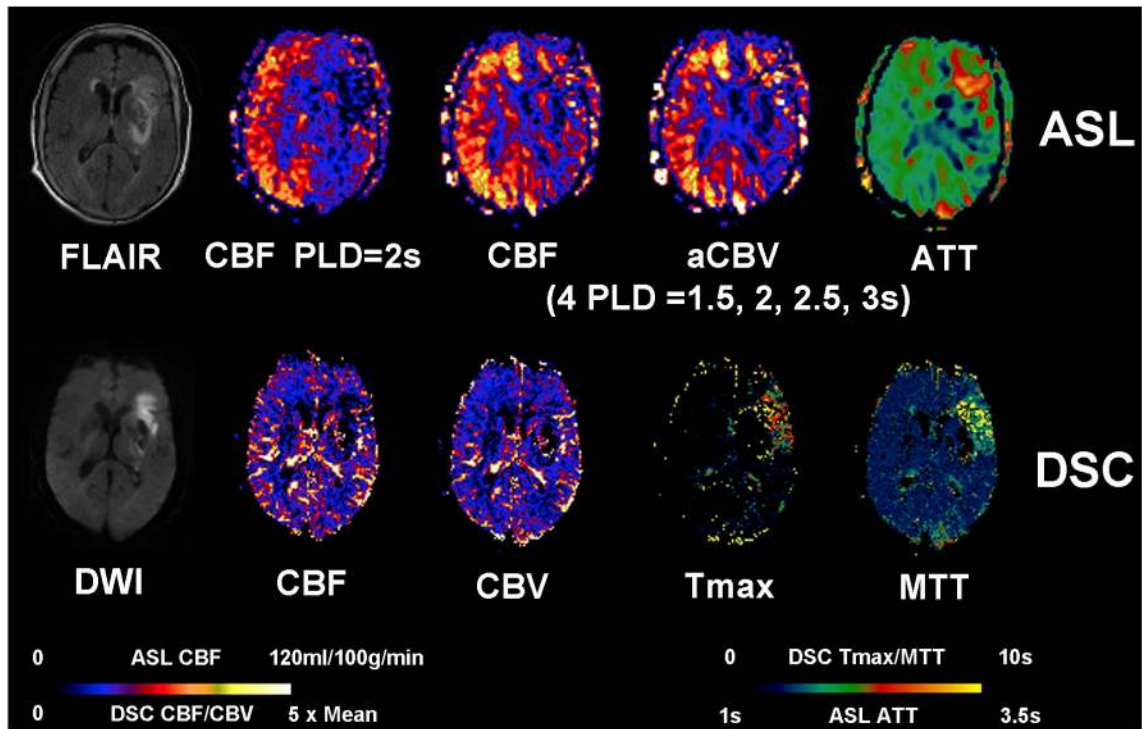 ASL
FLAIR CBF PLD=2s CBF aCBV ATT
(4 PLD =1.5, 2, 2.5, 3s)
DSC
DWI CBF CBV Tmax MTT
0 ASL CBF 120ml/100g/min 0 DSC Tmax/MTT 10s
0 DSC CBF/CBV 5 x Mean 1s ASL ATT 3.5s